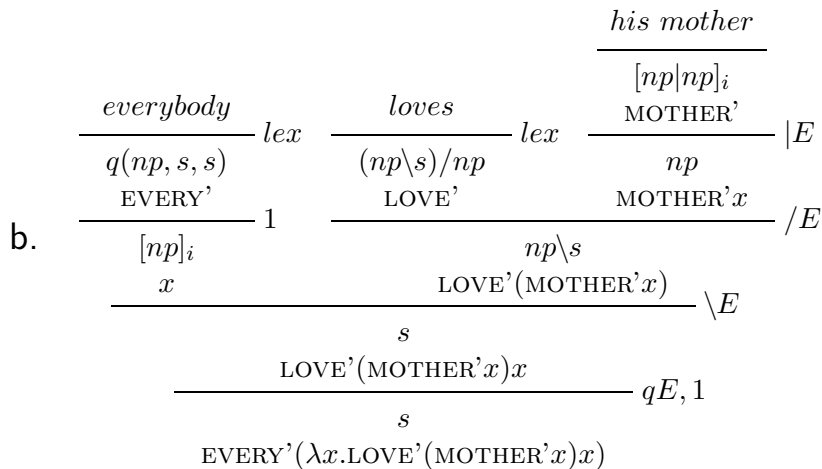 his mother
everybody lex loves lex [np|np]_i
q(np, s, s) (np\s)/np MOTHER' |E
EVERY' 1 LOVE' np
MOTHER'x /E
b. [np]_i np\s
x LOVE'(MOTHER'x) \E
s
LOVE'(MOTHER'x)x qE, 1
s
EVERY'(λx.LOVE'(MOTHER'x)x)